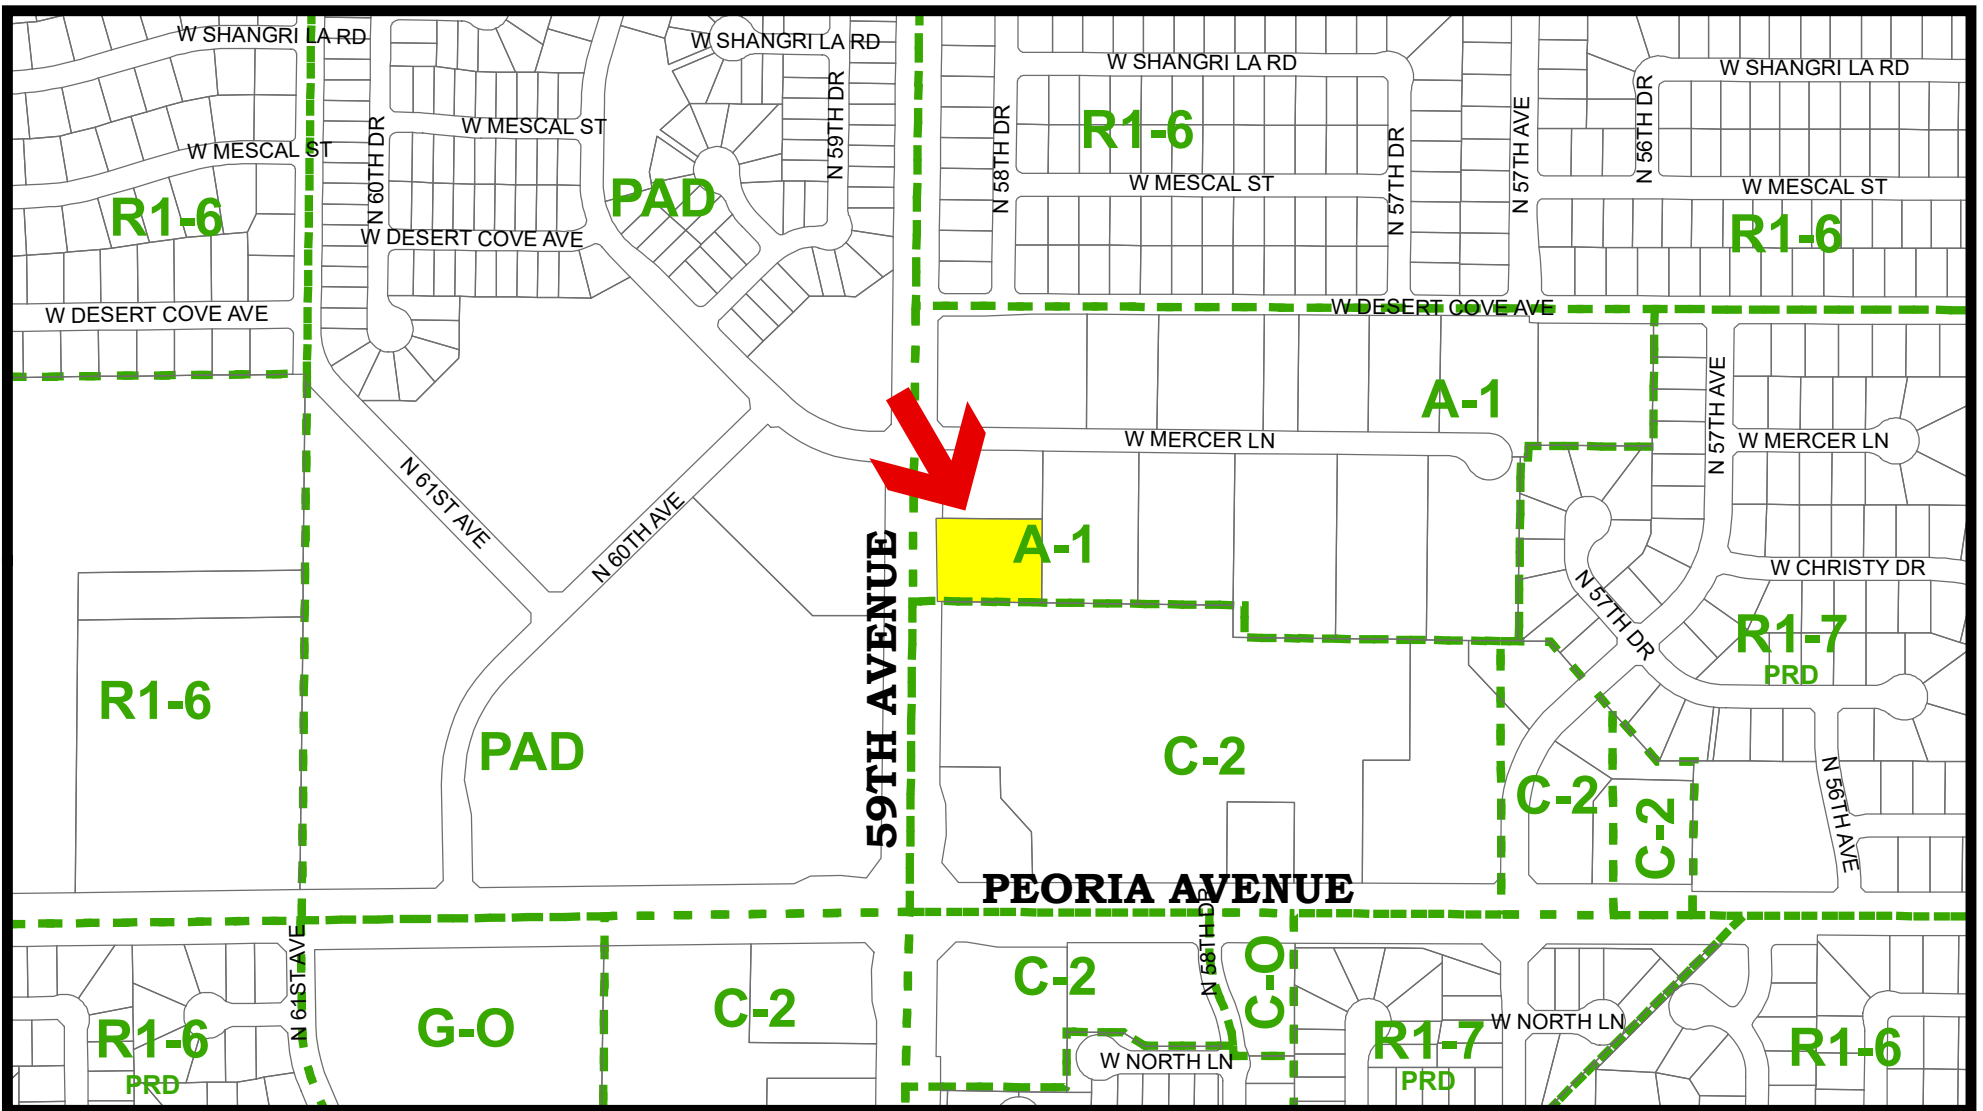 W SHANGRI LA RD
W SHANGRI LA RD
W SHANGRI LA RD
W SHANGRI LA RD
N 60TH DR
W MESCAL ST
N 59TH DR
N 58TH DR
R1-6
N 57TH DR
N 57TH AVE
N 56TH DR
W MESCAL ST
W MESCAL ST
W MESCAL ST
R1-6
PAD
R1-6
W DESERT COVE AVE
W DESERT COVE AVE
W DESERT COVE AVE
A-1
N 57TH AVE
W MERCER LN
W MERCER LN
N 61ST AVE
N 60TH AVE
59TH AVENUE
A-1
W CHRISTY DR
N 57TH DR
R1-7
PRD
R1-6
PAD
C-2
C-2
C-2
N 56TH AVE
PEORIA AVENUE
N 61ST AVE
N 58TH DR
C-O
C-2
C-2
G-O
R1-6
PRD
W NORTH LN
R1-7
PRD
W NORTH LN
R1-6